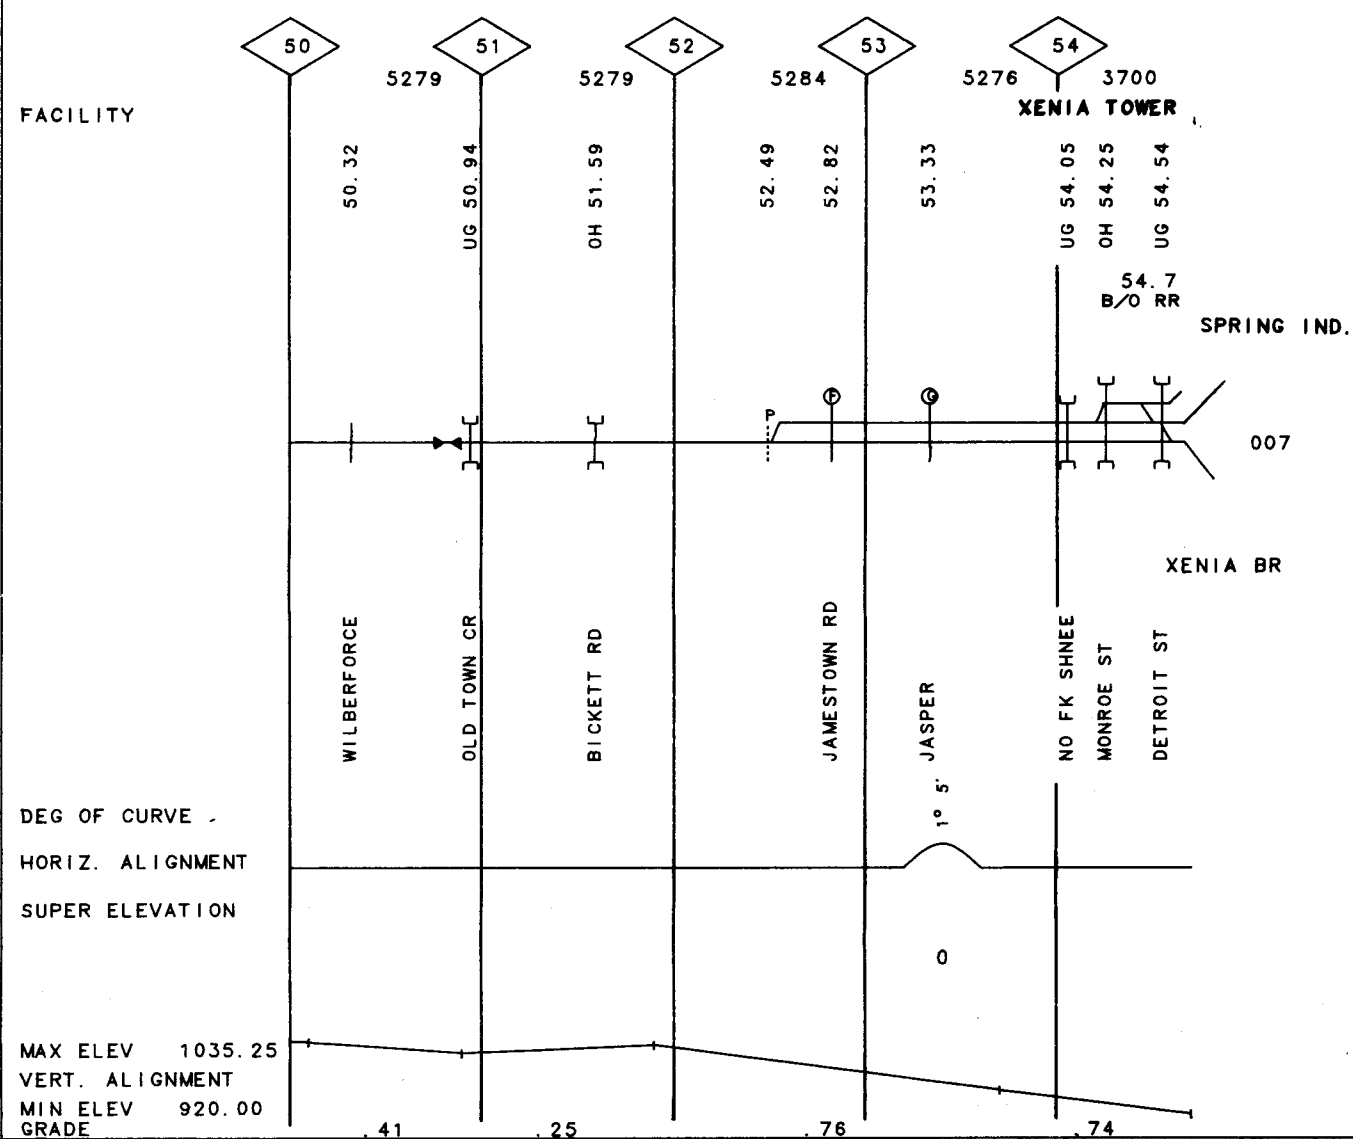 50 51 52 53 54
5279 5279 5284 5276 3700
FACILITY
XENIA TOWER
50.32
UG 50.94
OH 51.59
52.49
52.82
53.33
UG 54.05
OH 54.25
UG 54.54
54.7
B/O RR
SPRING IND.
P
F
G
007
XENIA BR
WILBERFORCE
OLD TOWN CR
BICKETT RD
JAMESTOWN RD
JASPER
NO FK SHNEE
MONROE ST
DETROIT ST
1° 5'
DEG OF CURVE
HORIZ. ALIGNMENT
SUPER ELEVATION
0
MAX ELEV 1035.25
VERT. ALIGNMENT
MIN ELEV 920.00
GRADE .41 .25 .76 .74